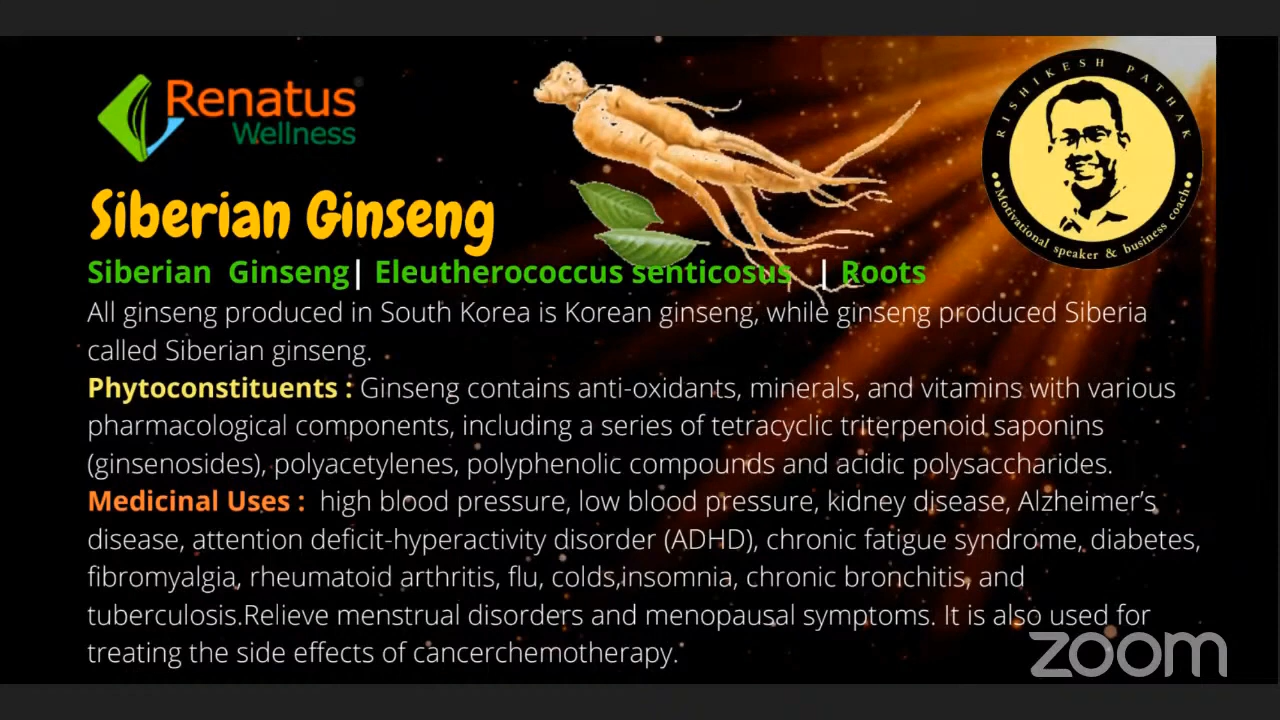 Renatus
Wellness
RISHIKESH PATHAK
Motivational speaker & business coach
Siberian Ginseng
Siberian Ginseng| Eleutherococcus senticosus | Roots
All ginseng produced in South Korea is Korean ginseng, while ginseng produced Siberia
called Siberian ginseng.
Phytoconstituents : Ginseng contains anti-oxidants, minerals, and vitamins with various
pharmacological components, including a series of tetracyclic triterpenoid saponins
(ginsenosides), polyacetylenes, polyphenolic compounds and acidic polysaccharides.
Medicinal Uses : high blood pressure, low blood pressure, kidney disease, Alzheimer's
disease, attention deficit-hyperactivity disorder (ADHD), chronic fatigue syndrome, diabetes,
fibromyalgia, rheumatoid arthritis, flu, colds,insomnia, chronic bronchitis, and
tuberculosis.Relieve menstrual disorders and menopausal symptoms. It is also used for
treating the side effects of cancerchemotherapy.
zoom